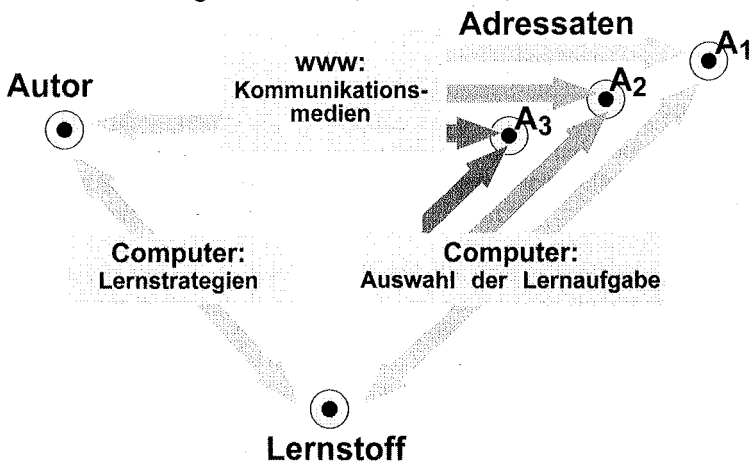 Adressaten
A1
www:
Kommunikations-
medien
A2
Autor
A3
Computer:
Lernstrategien
Computer:
Auswahl der Lernaufgabe
Lernstoff